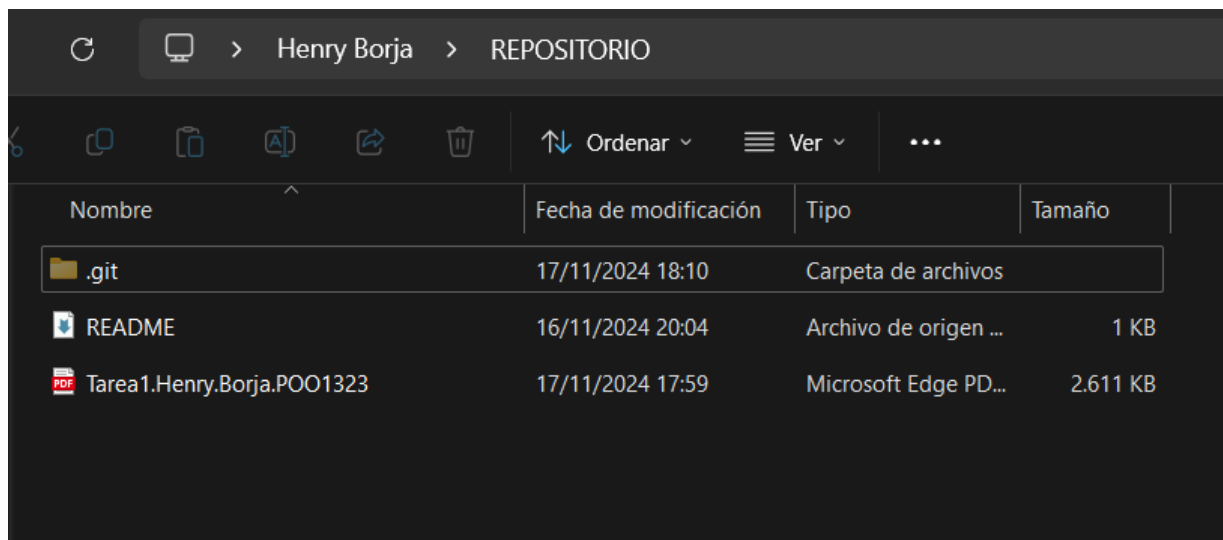 Henry Borja > REPOSITORIO
Ordenar Ver
Nombre Fecha de modificación Tipo Tamaño
.git 17/11/2024 18:10 Carpeta de archivos
README 16/11/2024 20:04 Archivo de origen ... 1 KB
PDF Tarea1.Henry.Borja.POO1323 17/11/2024 17:59 Microsoft Edge PD... 2.611 KB